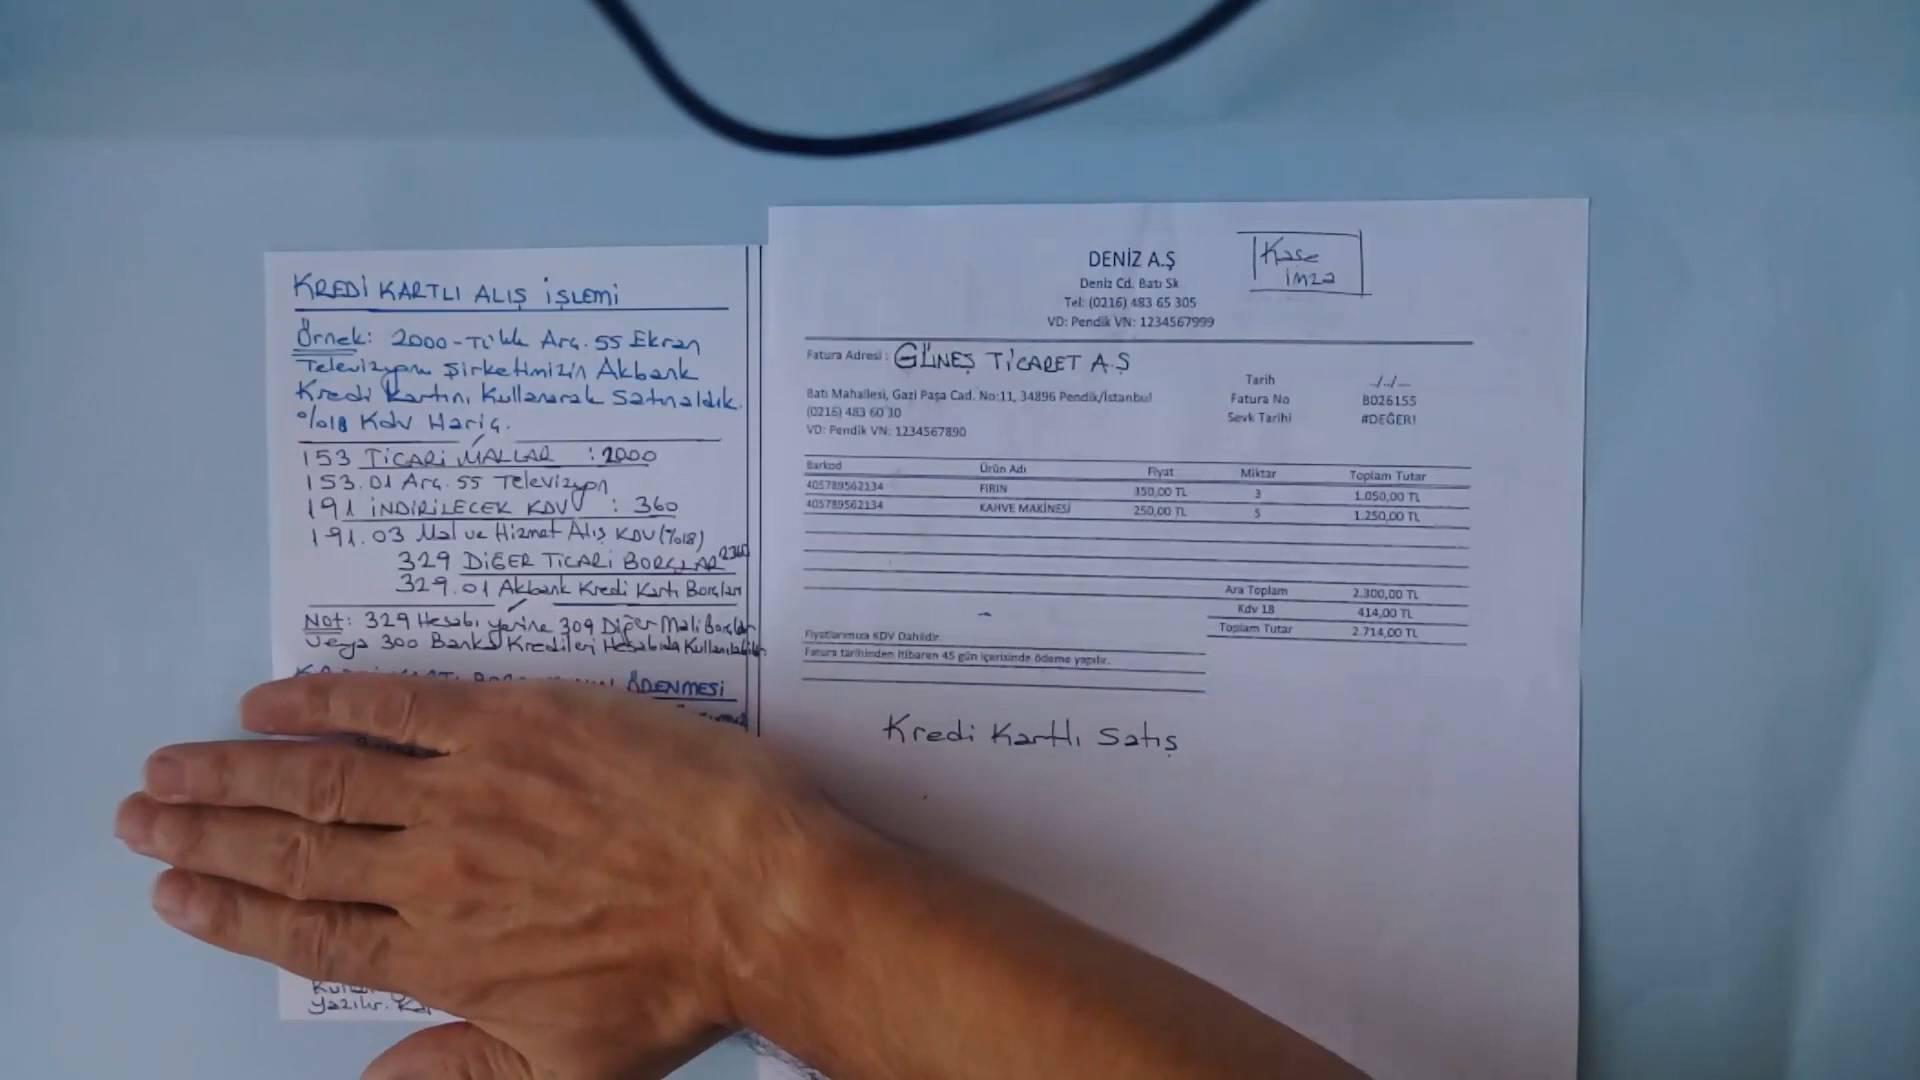 KREDİ KARTLI ALIŞ İŞLEMİ
Örnek: 2000-TL'lik Arç. 55 Ekran
Televizyonu Şirketimizin Akbank
Kredi Kartını Kullanarak Satınaldık.
%18 Kdv Hariç.
153 TİCARİ MALLAR : 2000
153.01 Arç. 55 Televizyon
191 İNDİRİLECEK KDV : 360
191.03 Mal ve Hizmet Alış KDV (%18)
329 DİĞER TİCARİ BORÇLAR 2360
329.01 Akbank Kredi Kartı Borçları
Not: 329 Hesabı yerine 309 Diğer Mali Borçlar
veya 300 Banka Kredileri Hesabıda Kullanılabilir
ÖDENMESİ
yazılır.
DENİZ A.Ş
Deniz Cd. Batı Sk
Tel: (0216) 483 65 305
VD: Pendik VN: 1234567999
Kaşe
imza
Fatura Adresi : GÜNEŞ TİCARET A.Ş
Batı Mahallesi, Gazi Paşa Cad. No:11, 34896 Pendik/İstanbul
(0216) 483 60 30
VD: Pendik VN: 1234567890
Tarih -/-/-
Fatura No B026155
Sevk Tarihi #DEĞER!
Barkod Ürün Adı Fiyat Miktar Toplam Tutar
405789562134 FIRIN 350,00 TL 3 1.050,00 TL
405789562134 KAHVE MAKİNESİ 250,00 TL 5 1.250,00 TL
Ara Toplam 2.300,00 TL
Kdv 18 414,00 TL
Toplam Tutar 2.714,00 TL
Fiyatlarımıza KDV Dahildir.
Fatura tarihinden itibaren 45 gün içerisinde ödeme yapılır.
Kredi Kartlı Satış